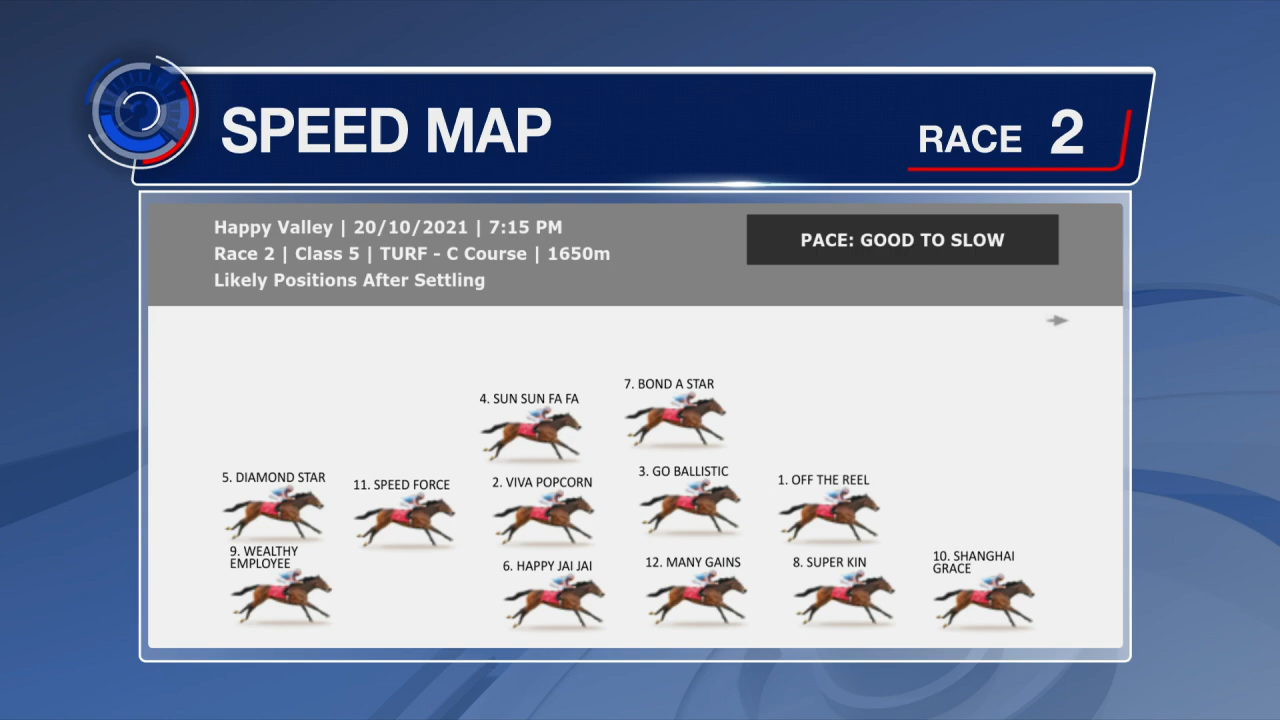 SPEED MAP
RACE 2
Happy Valley | 20/10/2021 | 7:15 PM
Race 2 | Class 5 | TURF - C Course | 1650m
Likely Positions After Settling
PACE: GOOD TO SLOW
7. BOND A STAR
4. SUN SUN FA FA
3. GO BALLISTIC
5. DIAMOND STAR
11. SPEED FORCE
2. VIVA POPCORN
1. OFF THE REEL
9. WEALTHY
EMPLOYEE
6. HAPPY JAI JAI
12. MANY GAINS
8. SUPER KIN
10. SHANGHAI
GRACE